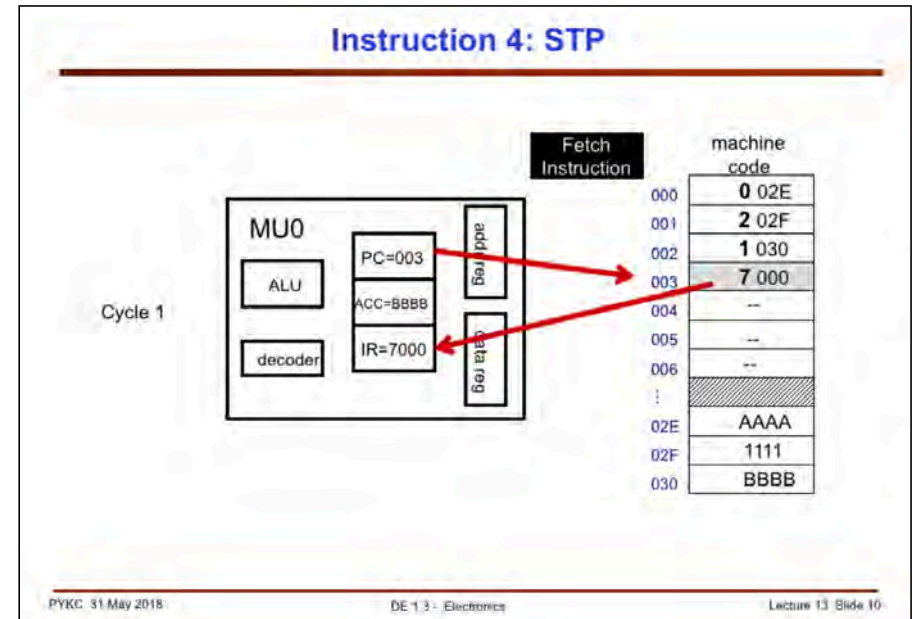 Instruction 4: STP
Fetch
Instruction
machine
code
Cycle 1
MU0
ALU
decoder
PC=003
ACC=BBBB
IR=7000
addr reg
data reg
000 0 02E
001 2 02F
002 1 030
003 7 000
004 --
005 --
006 --
:
02E AAAA
02F 1111
030 BBBB
PYKC 31 May 2018
DE 1.3 - Electronics
Lecture 13 Slide 10